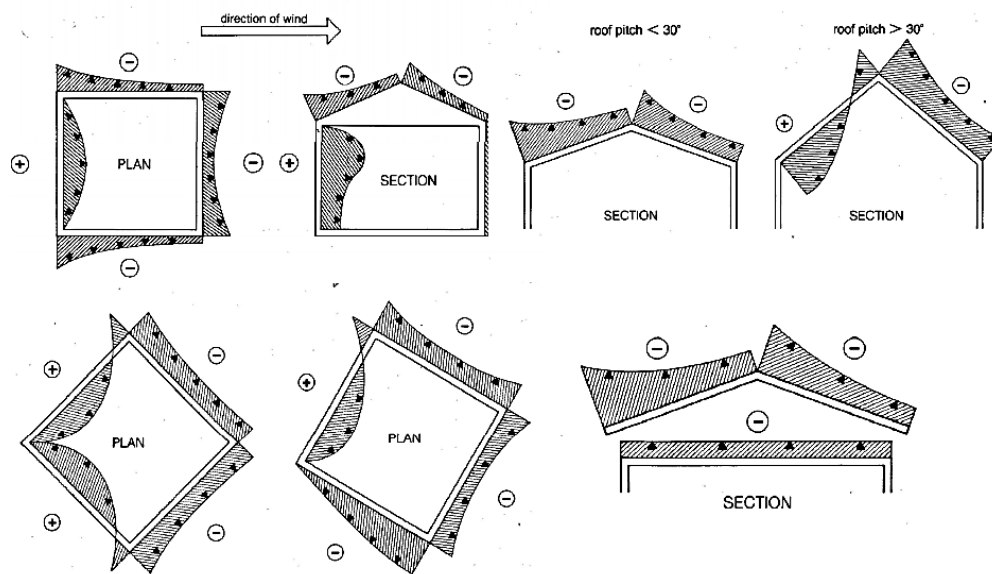 direction of wind
roof pitch < 30°
roof pitch > 30°
−
−
−
−
−
−
+
PLAN
−
+
SECTION
+
SECTION
SECTION
−
−
+
−
−
+
PLAN
PLAN
−
−
−
+
−
−
SECTION